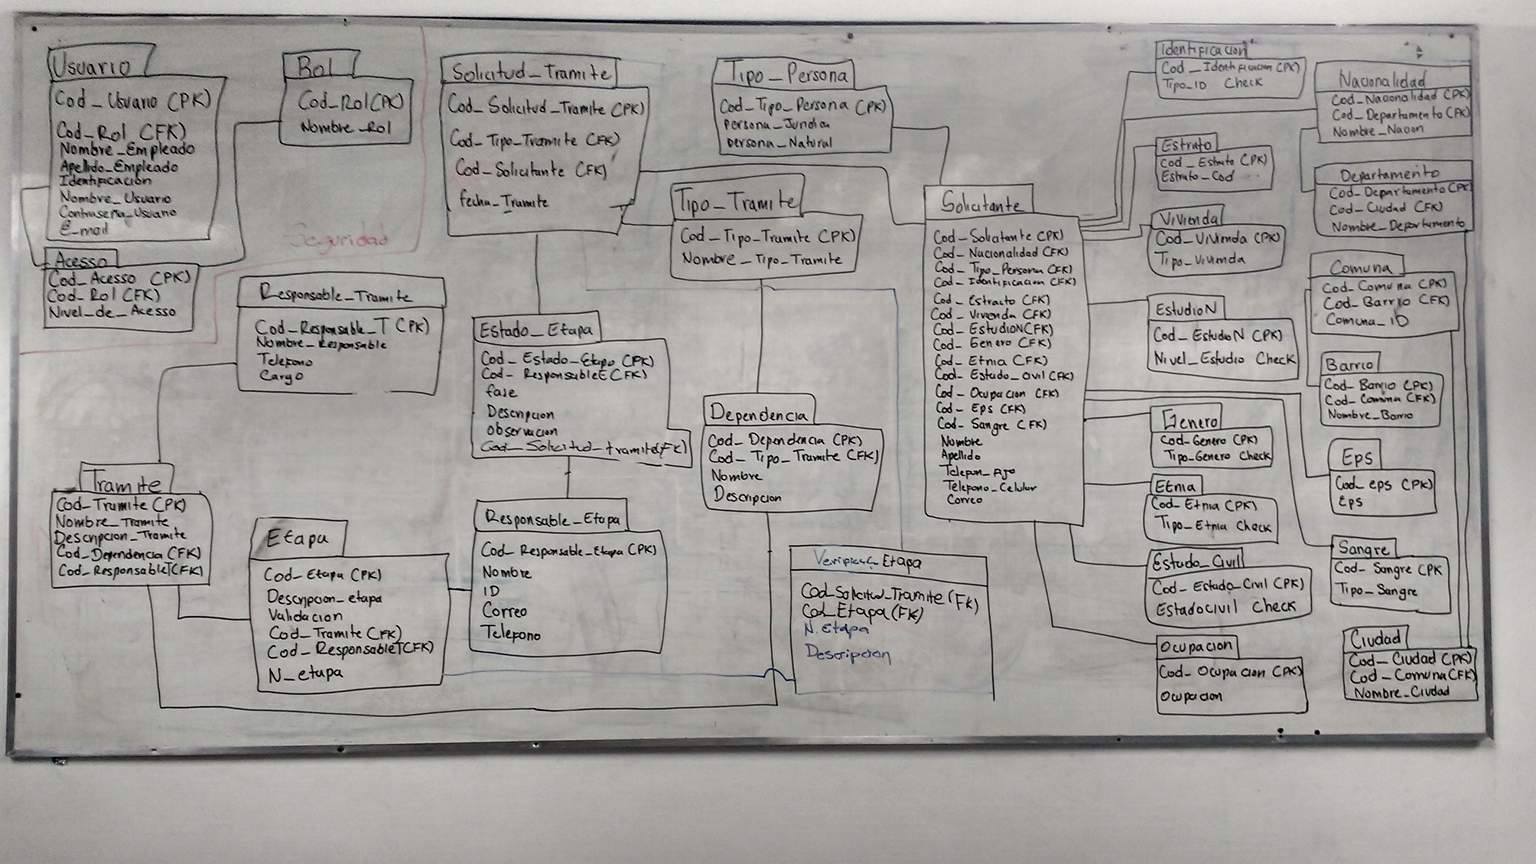 Usuario
Cod_Usuario (PK)
Cod_Rol (FK)
Nombre_Empleado
Apellido_Empleado
Identificacion
Nombre_Usuario
Contraseña_Usuario
e_mail
Rol
Cod_Rol (PK)
Nombre_Rol
Acceso
Cod_Acesso (PK)
Cod_Rol (FK)
Nivel_de_Acesso
Seguridad
Solicitud_Tramite
Cod_Solicitud_Tramite (PK)
Cod_Tipo_Tramite (FK)
Cod_Solicitante (FK)
fecha_Tramite
Tipo_Persona
Cod_Tipo_Persona (PK)
Persona_Juridica
persona_Natural
Tipo_Tramite
Cod_Tipo_Tramite (PK)
Nombre_Tipo_Tramite
Responsable_Tramite
Cod_Responsable_T (PK)
Nombre_Responsable
Telefono
Cargo
Estado_Etapa
Cod_Estado_Etapa (PK)
Cod_ResponsableE (FK)
fase
Descripcion
observacion
Cod_Solicitud_tramite (FK)
Dependencia
Cod_Dependencia (PK)
Cod_Tipo_Tramite (FK)
Nombre
Descripcion
Tramite
Cod_Tramite (PK)
Nombre_Tramite
Descripcion_Tramite
Cod_Dependencia (FK)
Cod_ResponsableT (FK)
Etapa
Cod_Etapa (PK)
Descripcion_etapa
Validacion
Cod_Tramite (FK)
Cod_ResponsableT (FK)
N_etapa
Responsable_Etapa
Cod_Responsable_Etapa (PK)
Nombre
ID
Correo
Telefono
Etapa
Cod_Solicitud_Tramite (FK)
Cod_Etapa (FK)
N_Etapa
Descripcion
Solicitante
Cod_Solicitante (PK)
Cod_Nacionalidad (FK)
Cod_Tipo_Persona (FK)
Cod_Identificacion (FK)
Cod_Estracto (FK)
Cod_Vivenda (FK)
Cod_EstudioN (FK)
Cod_Genero (FK)
Cod_Etnia (FK)
Cod_Estado_Civil (FK)
Cod_Ocupacion (FK)
Cod_Eps (FK)
Cod_Sangre (FK)
Nombre
Apellido
Telefono_Celular
Correo
Identificacion
Cod_Identificacion (PK)
Tipo_ID Check
Estrato
Cod_Estrato (PK)
Estrato_Cod
Vivienda
Cod_Vivienda (PK)
Tipo_Vivienda
EstudioN
Cod_EstudioN (PK)
Nivel_Estudio Check
Genero
Cod_Genero (PK)
Tipo_Genero Check
Etnia
Cod_Etnia (PK)
Tipo_Etnia Check
Estado_Civil
Cod_Estado_Civil (PK)
EstadoCivil Check
Ocupacion
Cod_Ocupacion (PK)
Ocupacion
Nacionalidad
Cod_Nacionalidad (PK)
Cod_Departamento (FK)
Nombre_Nacion
Departamento
Cod_Departamento (PK)
Cod_Ciudad (FK)
Nombre_Departamento
Comuna
Cod_Comuna (PK)
Cod_Barrio (FK)
Comuna_ID
Barrio
Cod_Barrio (PK)
Cod_Comuna (FK)
Nombre_Barrio
Eps
Cod_eps (PK)
Eps
Sangre
Cod_Sangre (PK
Tipo_Sangre
Ciudad
Cod_Ciudad (PK)
Cod_Comuna (FK)
Nombre_Ciudad